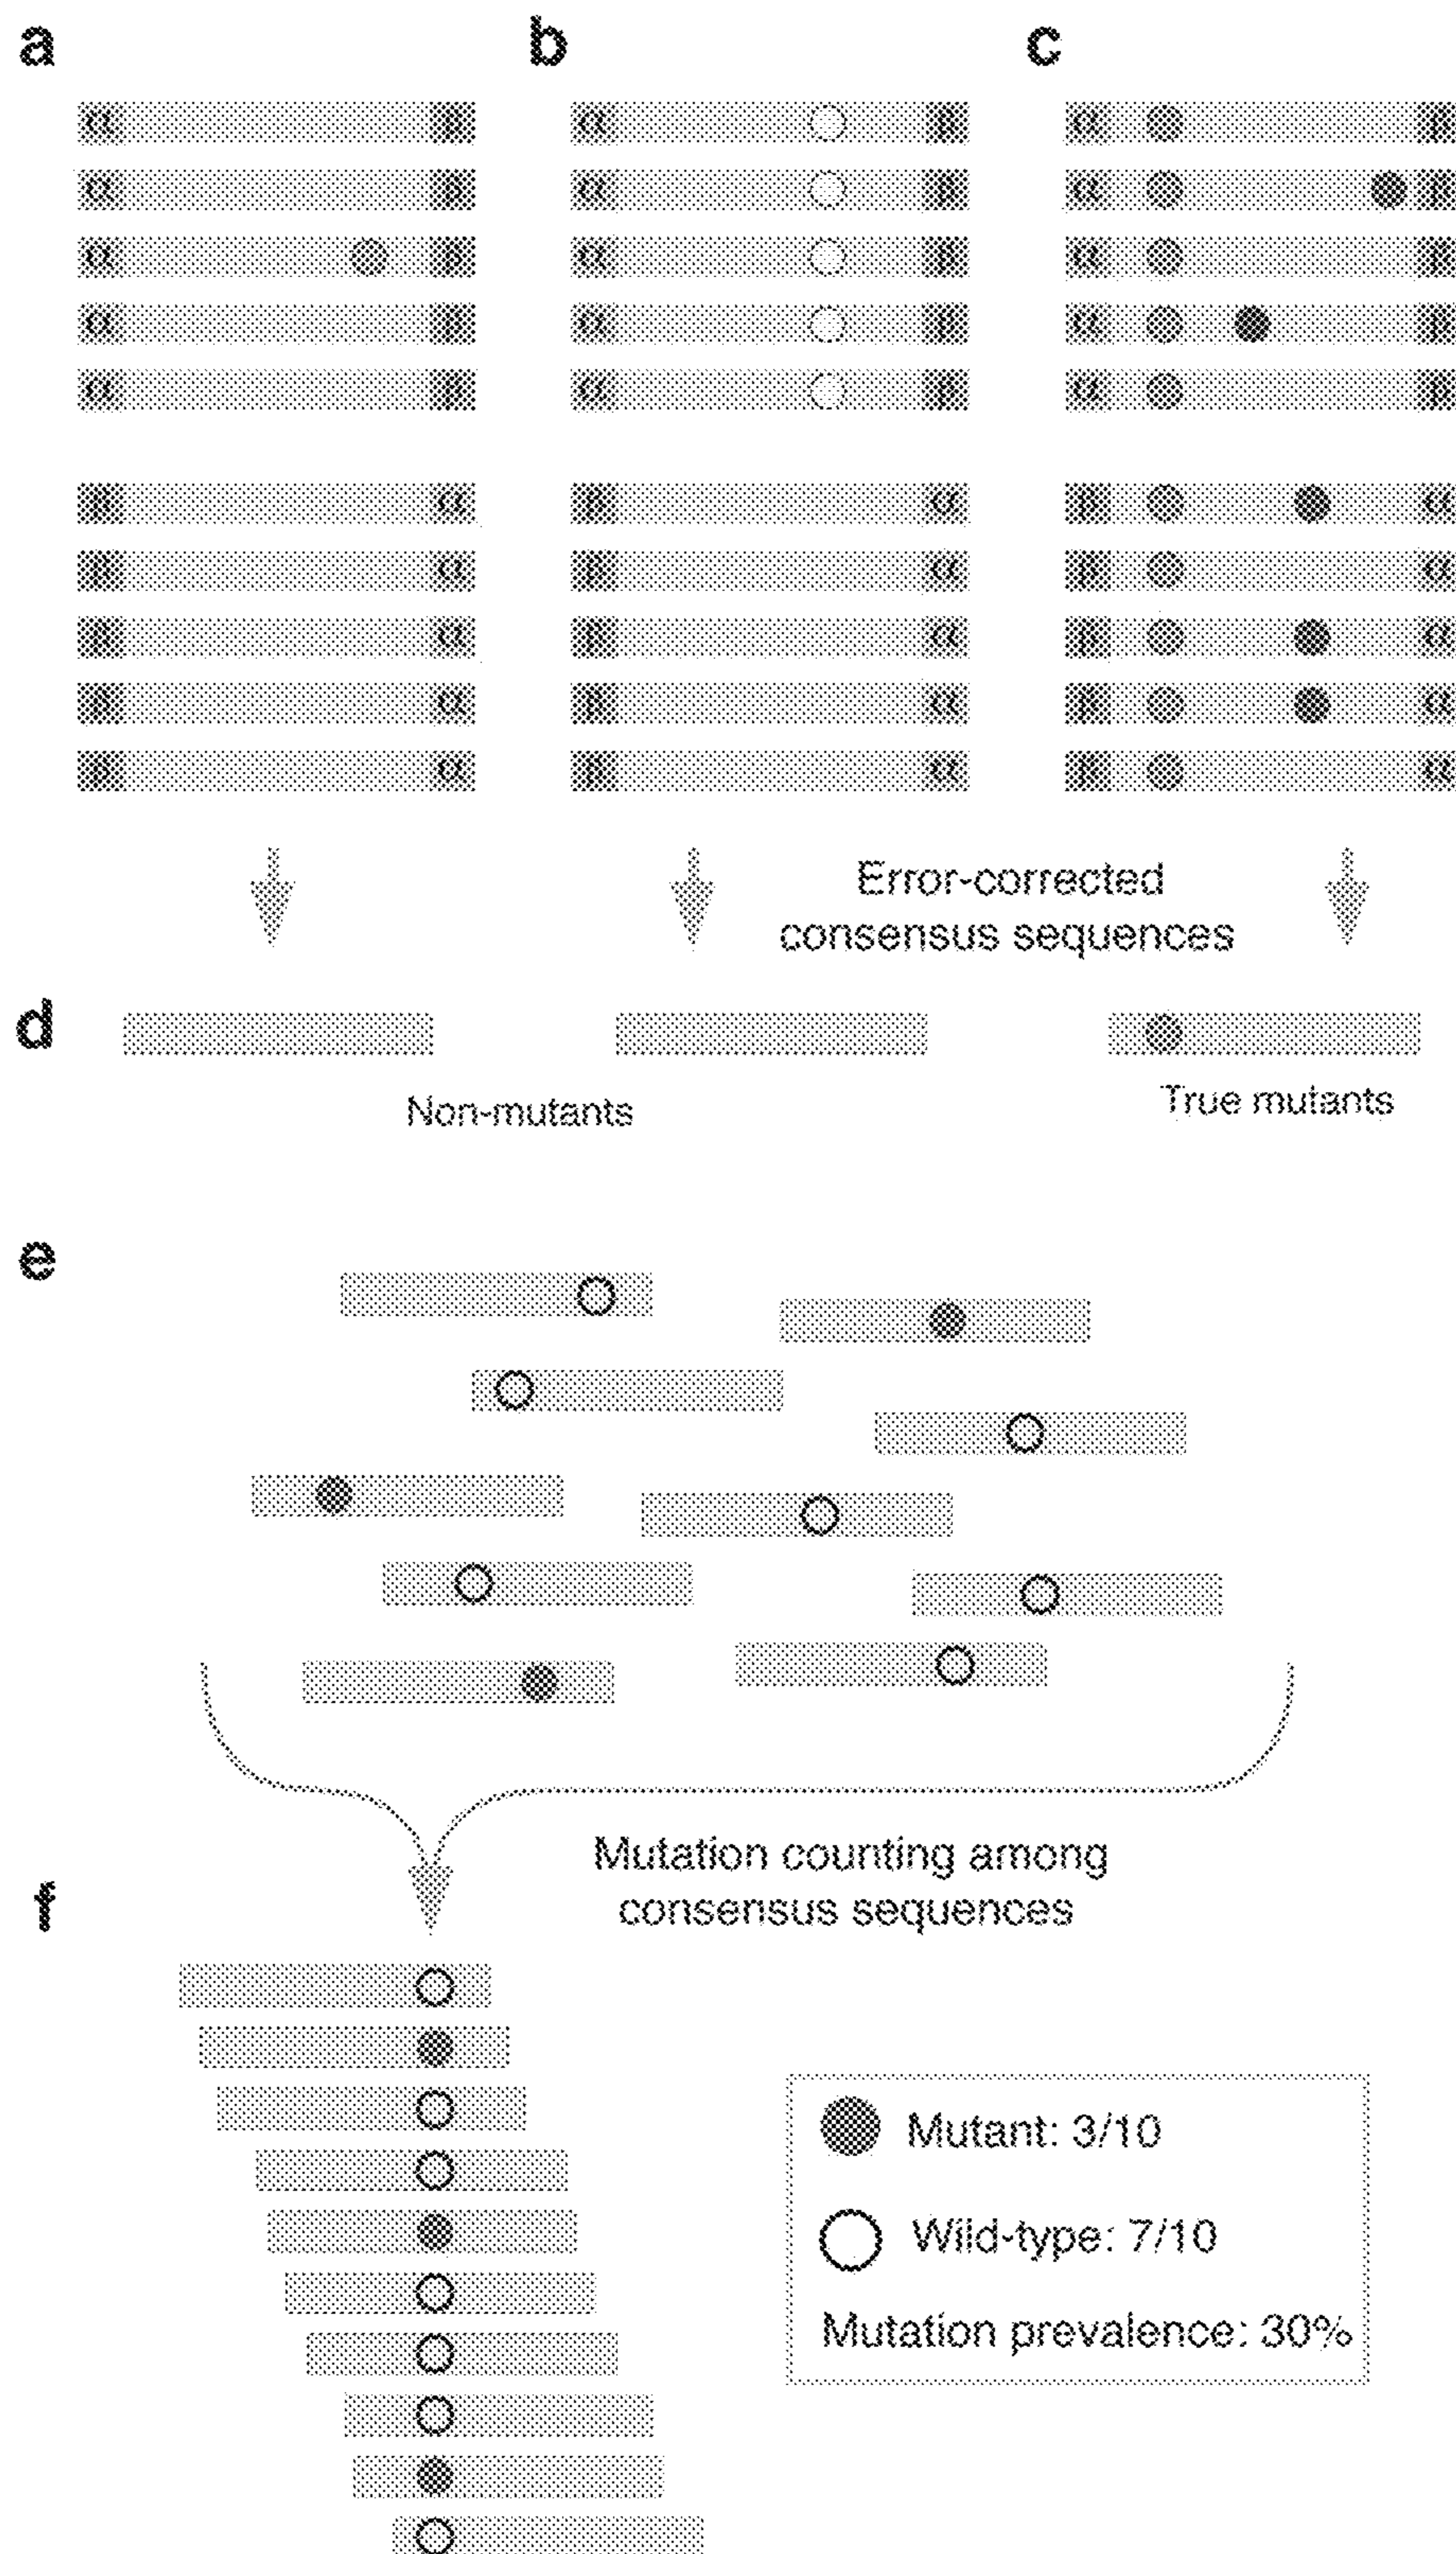 a b c
α β α β α β
α β α β α β
α β α β α β
α β α β α β
α β α β α β
β α β α β α
β α β α β α
β α β α β α
β α β α β α
β α β α β α
Error-corrected
consensus sequences
d
Non-mutants
True mutants
e
Mutation counting among
consensus sequences
f
Mutant: 3/10
Wild-type: 7/10
Mutation prevalence: 30%